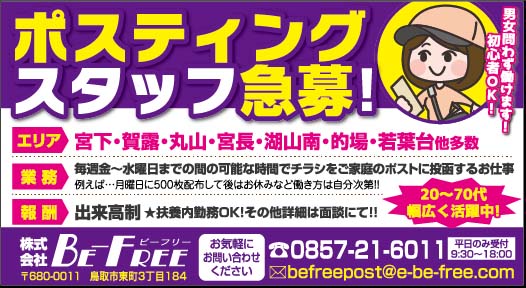 ポスティング
スタッフ急募!
男女問わず働けます!
初心者OK!
エリア 宮下・賀露・丸山・宮長・湖山南・的場・若葉台他多数
業務 毎週金〜水曜日までの間の可能な時間でチラシをご家庭のポストに投函するお仕事
例えば…月曜日に500枚配布して後はお休みなど働き方は自分次第!!
報酬 出来高制 ★扶養内勤務OK!その他詳細は面談にて!!
20〜70代
幅広く活躍中!
株式会社 BE-FREE ビーフリー
〒680-0011 鳥取市東町3丁目184
お気軽に
お問い合わせ
ください
☎0857-21-6011 平日のみ受付
9:30〜18:00
✉befreepost@e-be-free.com